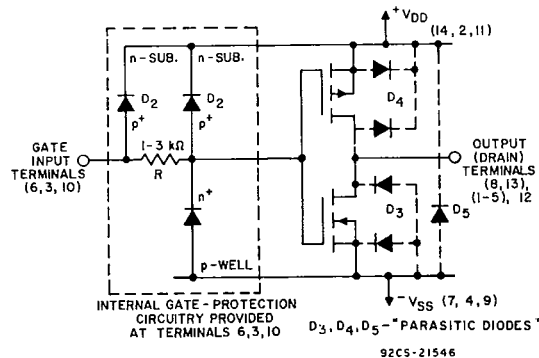 +VDD
(14, 2, 11)
n-SUB.
n-SUB.
D2
p+
D2
p+
D4
GATE
INPUT
TERMINALS
(6, 3, 10)
1-3 kΩ
R
OUTPUT
(DRAIN)
TERMINALS
(8, 13),
(1-5), 12
n+
D3
D5
p-WELL
-VSS (7, 4, 9)
INTERNAL GATE-PROTECTION
CIRCUITRY PROVIDED
AT TERMINALS 6,3,10
D3, D4, D5-"PARASITIC DIODES"
92CS-21546